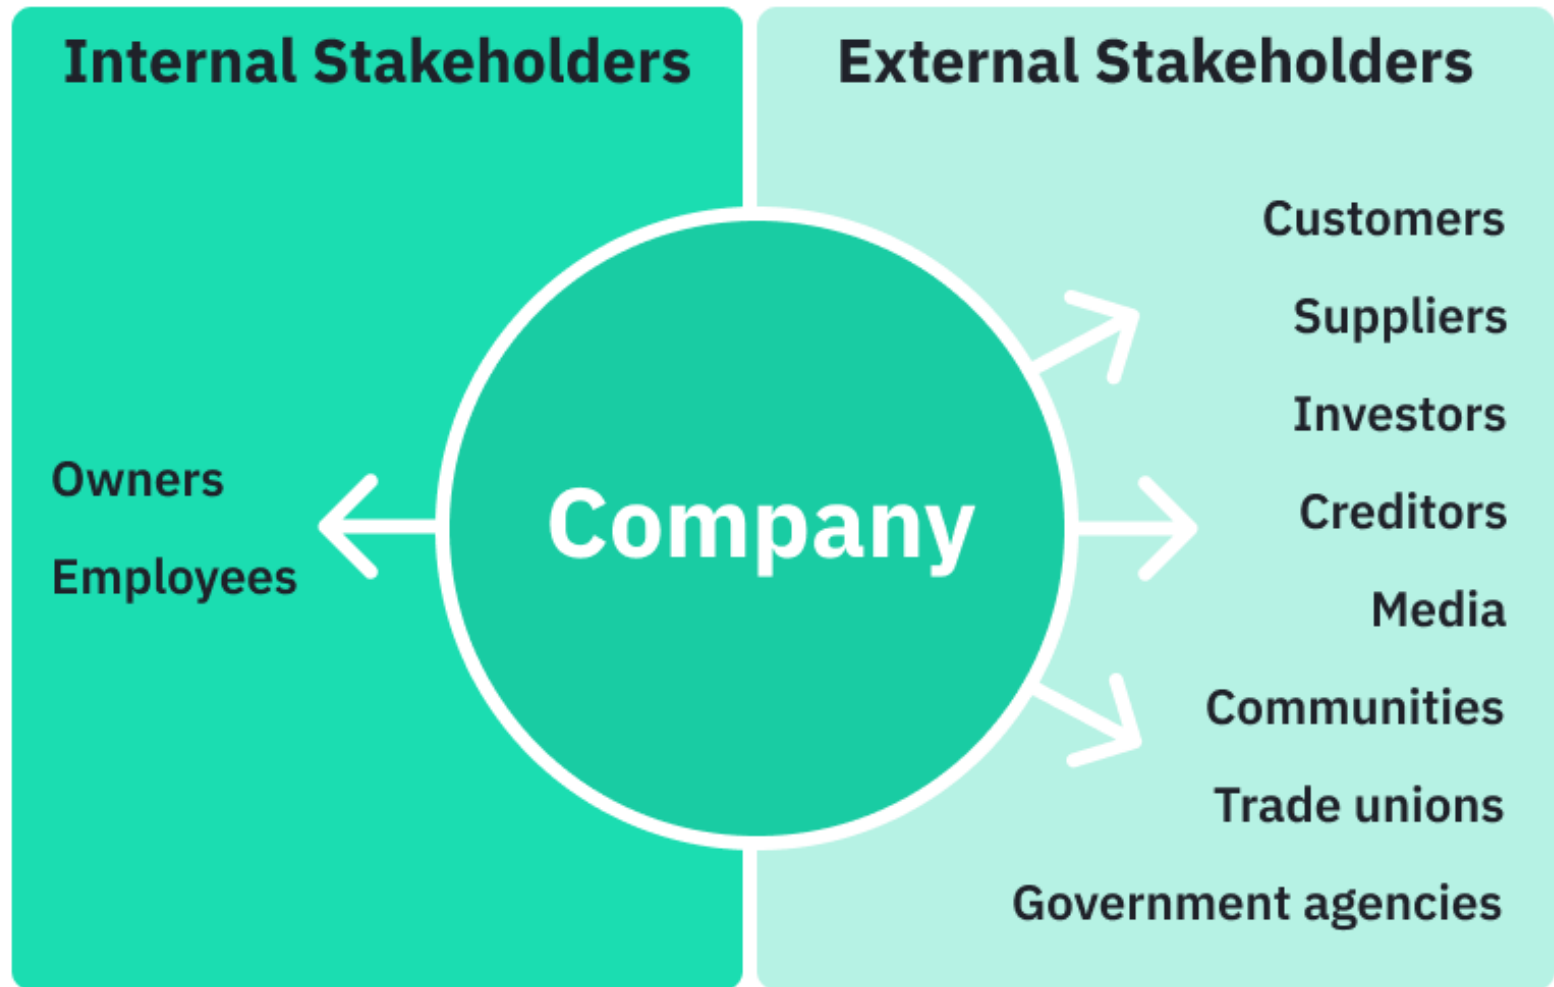 Internal Stakeholders
External Stakeholders
Owners
Employees
Company
Customers
Suppliers
Investors
Creditors
Media
Communities
Trade unions
Government agencies